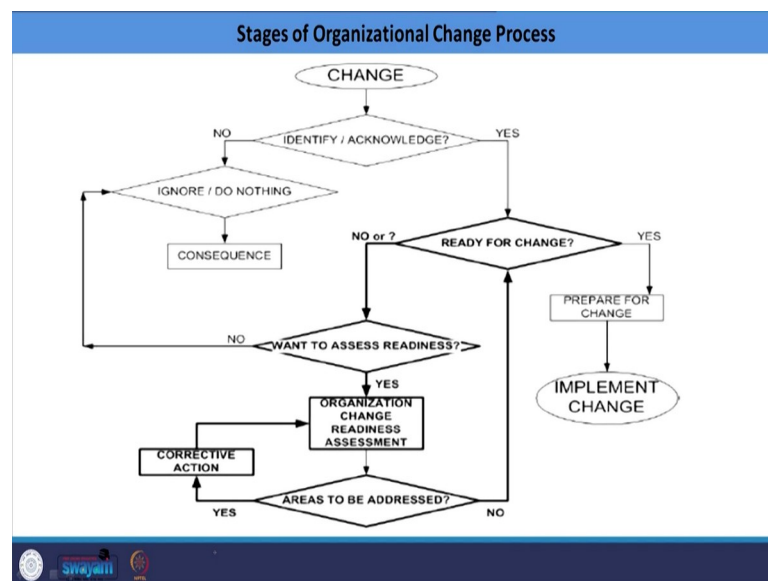 Stages of Organizational Change Process
CHANGE
NO
IDENTIFY / ACKNOWLEDGE?
YES
IGNORE / DO NOTHING
CONSEQUENCE
NO or ?
READY FOR CHANGE?
YES
PREPARE FOR
CHANGE
IMPLEMENT
CHANGE
NO
WANT TO ASSESS READINESS?
YES
ORGANIZATION
CHANGE
READINESS
ASSESSMENT
CORRECTIVE
ACTION
AREAS TO BE ADDRESSED?
YES
NO
swayam